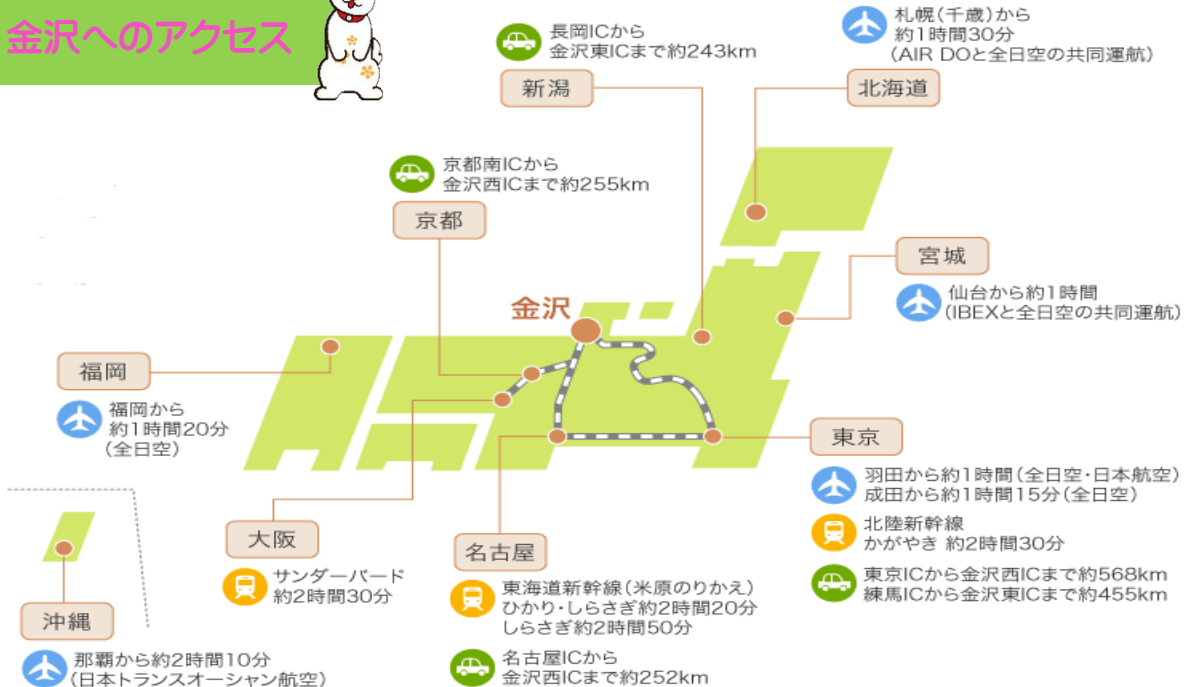 金沢へのアクセス
長岡ICから
金沢東ICまで約243km
新潟
札幌(千歳)から
約1時間30分
(AIR DOと全日空の共同運航)
北海道
京都南ICから
金沢西ICまで約255km
京都
宮城
仙台から約1時間
(IBEXと全日空の共同運航)
金沢
福岡
福岡から
約1時間20分
(全日空)
東京
羽田から約1時間(全日空・日本航空)
成田から約1時間15分(全日空)
北陸新幹線
かがやき 約2時間30分
東京ICから金沢西ICまで約568km
練馬ICから金沢東ICまで約455km
大阪
サンダーバード
約2時間30分
名古屋
東海道新幹線(米原のりかえ)
ひかり・しらさぎ約2時間20分
しらさぎ約2時間50分
名古屋ICから
金沢西ICまで約252km
沖縄
那覇から約2時間10分
(日本トランスオーシャン航空)